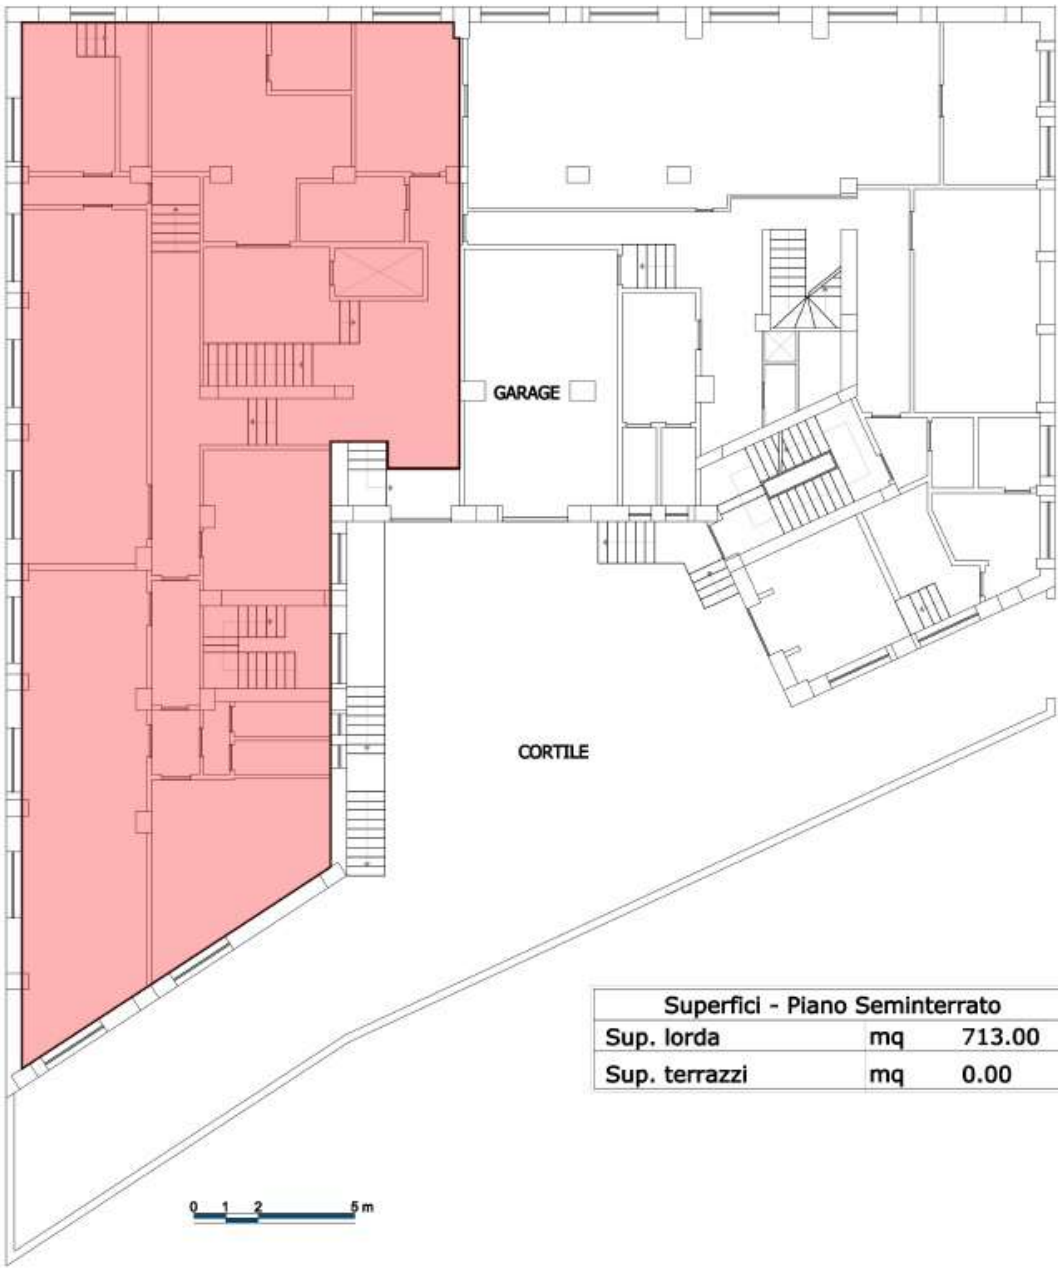 GARAGE
CORTILE
Superfici - Piano Seminterrato
Sup. lorda mq 713.00
Sup. terrazzi mq 0.00
0 1 2 5 m